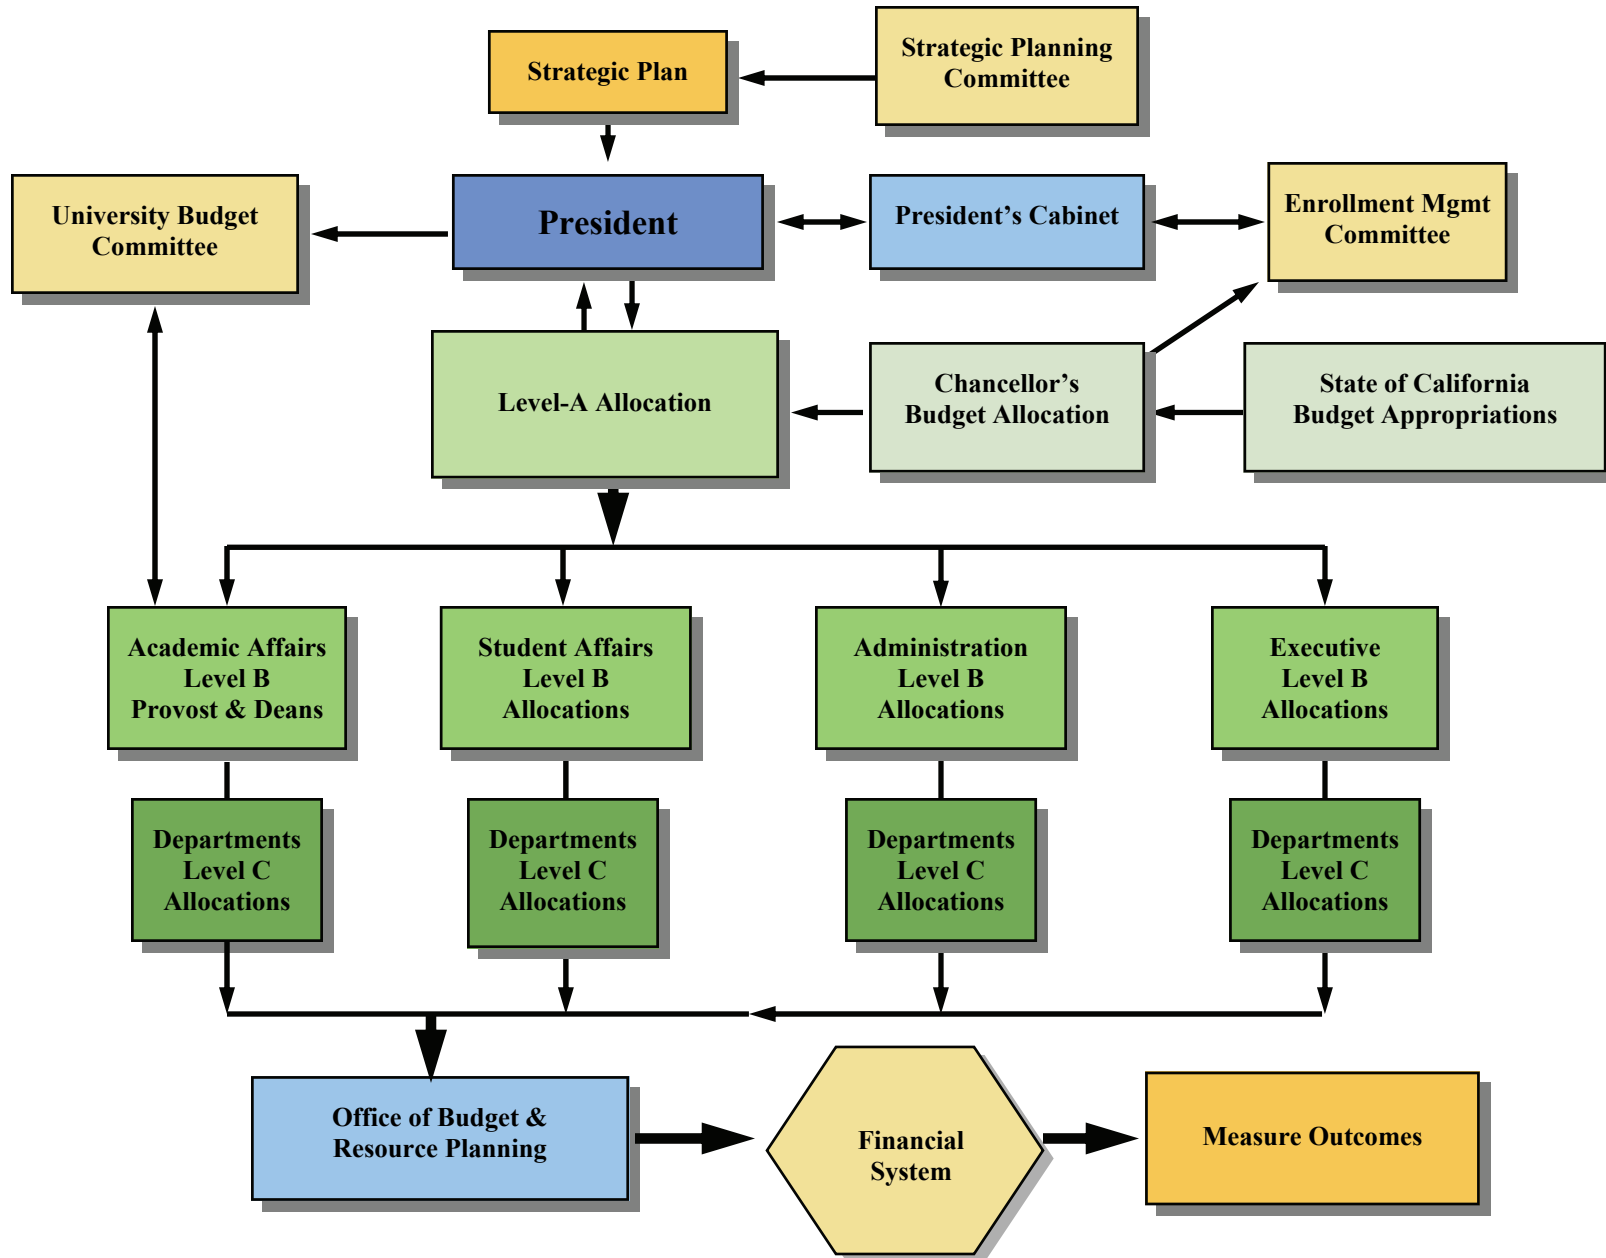 Strategic Plan
Strategic Planning
Committee
University Budget
Committee
President
President’s Cabinet
Enrollment Mgmt
Committee
Level-A Allocation
Chancellor’s
Budget Allocation
State of California
Budget Appropriations
Academic Affairs
Level B
Provost & Deans
Student Affairs
Level B
Allocations
Administration
Level B
Allocations
Executive
Level B
Allocations
Departments
Level C
Allocations
Departments
Level C
Allocations
Departments
Level C
Allocations
Departments
Level C
Allocations
Office of Budget &
Resource Planning
Financial
System
Measure Outcomes